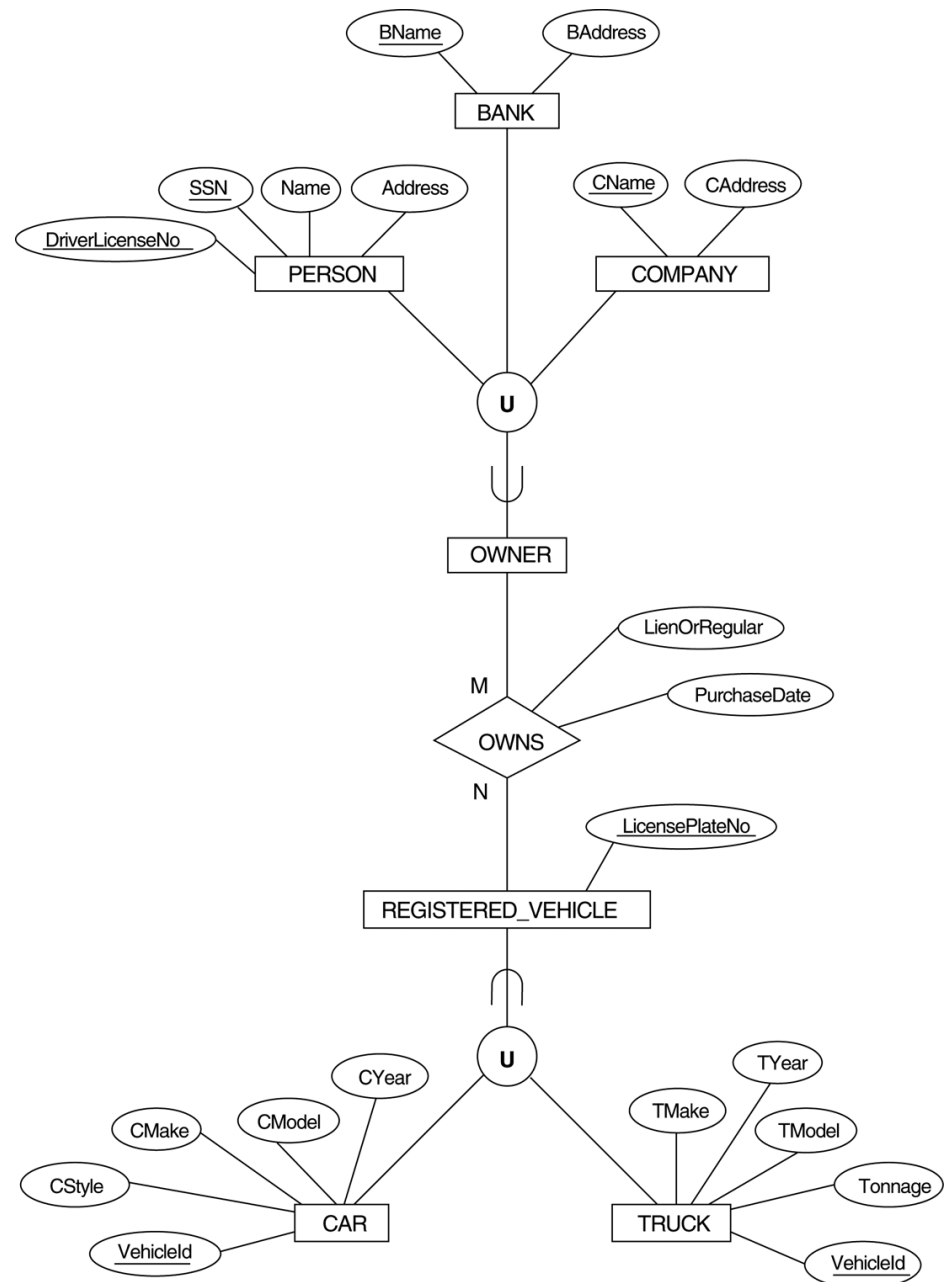 BName
BAddress
BANK
SSN
Name
Address
CName
CAddress
DriverLicenseNo
PERSON
COMPANY
U
OWNER
LienOrRegular
M
PurchaseDate
OWNS
N
LicensePlateNo
REGISTERED_VEHICLE
U
TYear
CYear
TMake
CModel
CMake
TModel
CStyle
Tonnage
CAR
TRUCK
VehicleId
VehicleId